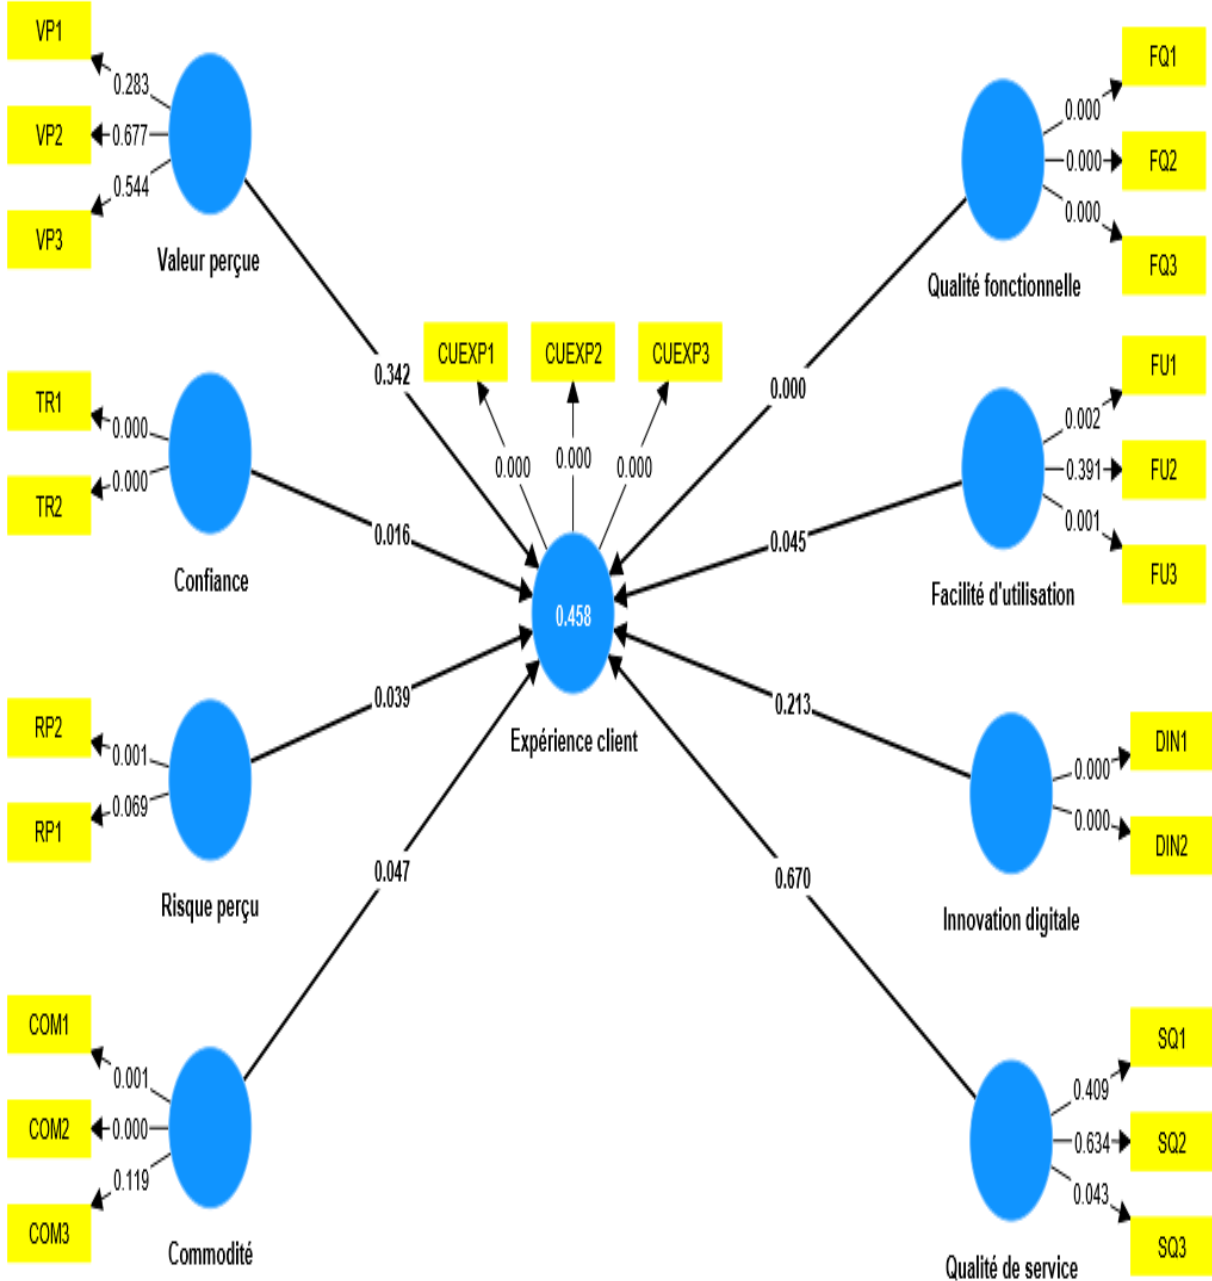 VP1
0.283
VP2
0.677
0.544
VP3
Valeur perçue
FQ1
0.000
FQ2
0.000
0.000
FQ3
Qualité fonctionnelle
TR1
0.000
0.000
TR2
Confiance
CUEXP1
CUEXP2
CUEXP3
0.000
0.000
0.000
FU1
0.002
FU2
0.391
0.001
FU3
Facilité d'utilisation
0.342
0.000
0.016
0.045
0.458
Expérience client
RP2
0.001
0.069
RP1
Risque perçu
0.039
0.213
DIN1
0.000
0.000
DIN2
Innovation digitale
0.047
0.670
COM1
0.001
COM2
0.000
0.119
COM3
Commodité
SQ1
0.409
SQ2
0.634
0.043
SQ3
Qualité de service